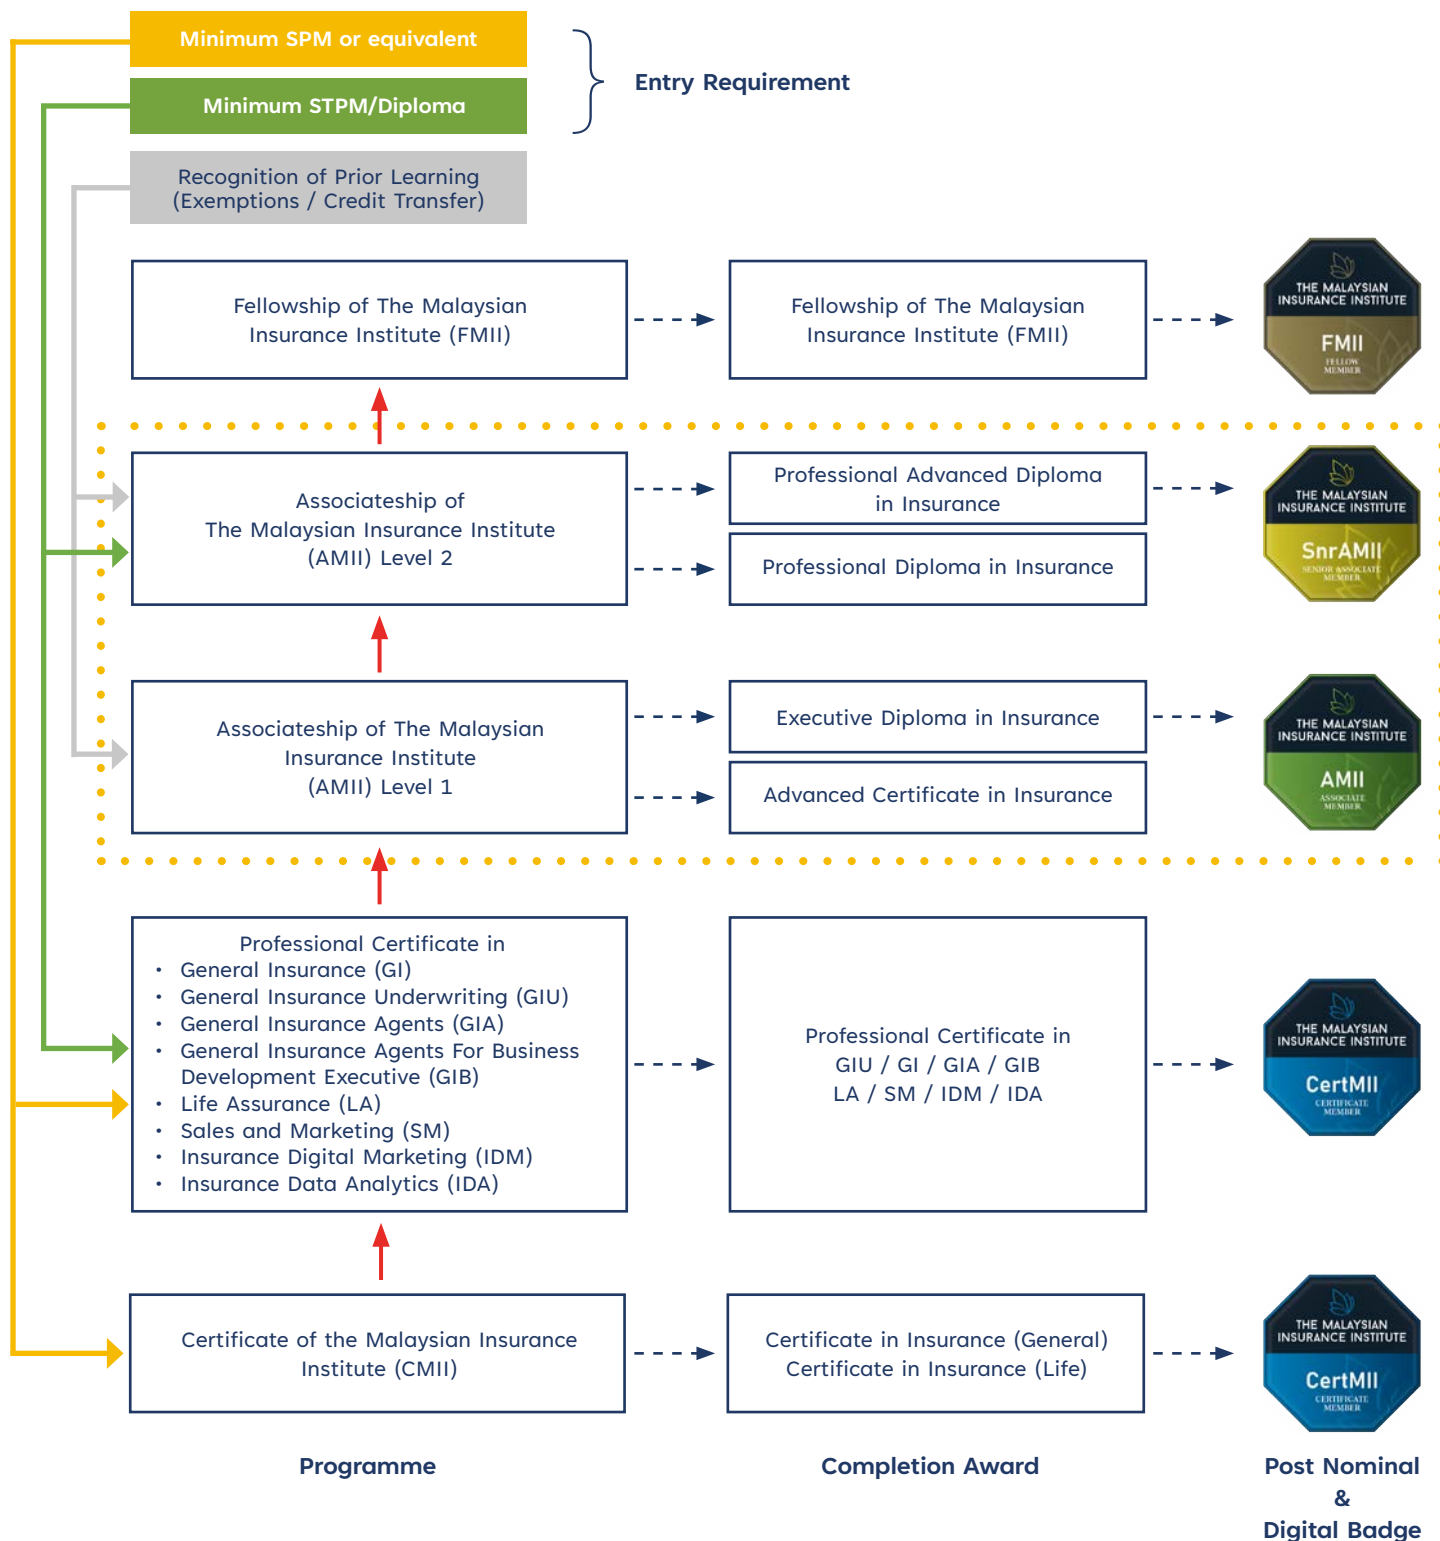 Minimum SPM or equivalent
Minimum STPM/Diploma
Entry Requirement
Recognition of Prior Learning
(Exemptions / Credit Transfer)
Fellowship of The Malaysian
Insurance Institute (FMII)
Fellowship of The Malaysian
Insurance Institute (FMII)
THE MALAYSIAN
INSURANCE INSTITUTE
FMII
FELLOW
MEMBER
Associateship of
The Malaysian Insurance Institute
(AMII) Level 2
Professional Advanced Diploma
in Insurance
Professional Diploma in Insurance
THE MALAYSIAN
INSURANCE INSTITUTE
SnrAMII
SENIOR ASSOCIATE
MEMBER
Associateship of The Malaysian
Insurance Institute
(AMII) Level 1
Executive Diploma in Insurance
Advanced Certificate in Insurance
THE MALAYSIAN
INSURANCE INSTITUTE
AMII
ASSOCIATE
MEMBER
Professional Certificate in
• General Insurance (GI)
• General Insurance Underwriting (GIU)
• General Insurance Agents (GIA)
• General Insurance Agents For Business
Development Executive (GIB)
• Life Assurance (LA)
• Sales and Marketing (SM)
• Insurance Digital Marketing (IDM)
• Insurance Data Analytics (IDA)
Professional Certificate in
GIU / GI / GIA / GIB
LA / SM / IDM / IDA
THE MALAYSIAN
INSURANCE INSTITUTE
CertMII
CERTIFICATE
MEMBER
Certificate of the Malaysian Insurance
Institute (CMII)
Certificate in Insurance (General)
Certificate in Insurance (Life)
THE MALAYSIAN
INSURANCE INSTITUTE
CertMII
CERTIFICATE
MEMBER
Programme
Completion Award
Post Nominal
&
Digital Badge